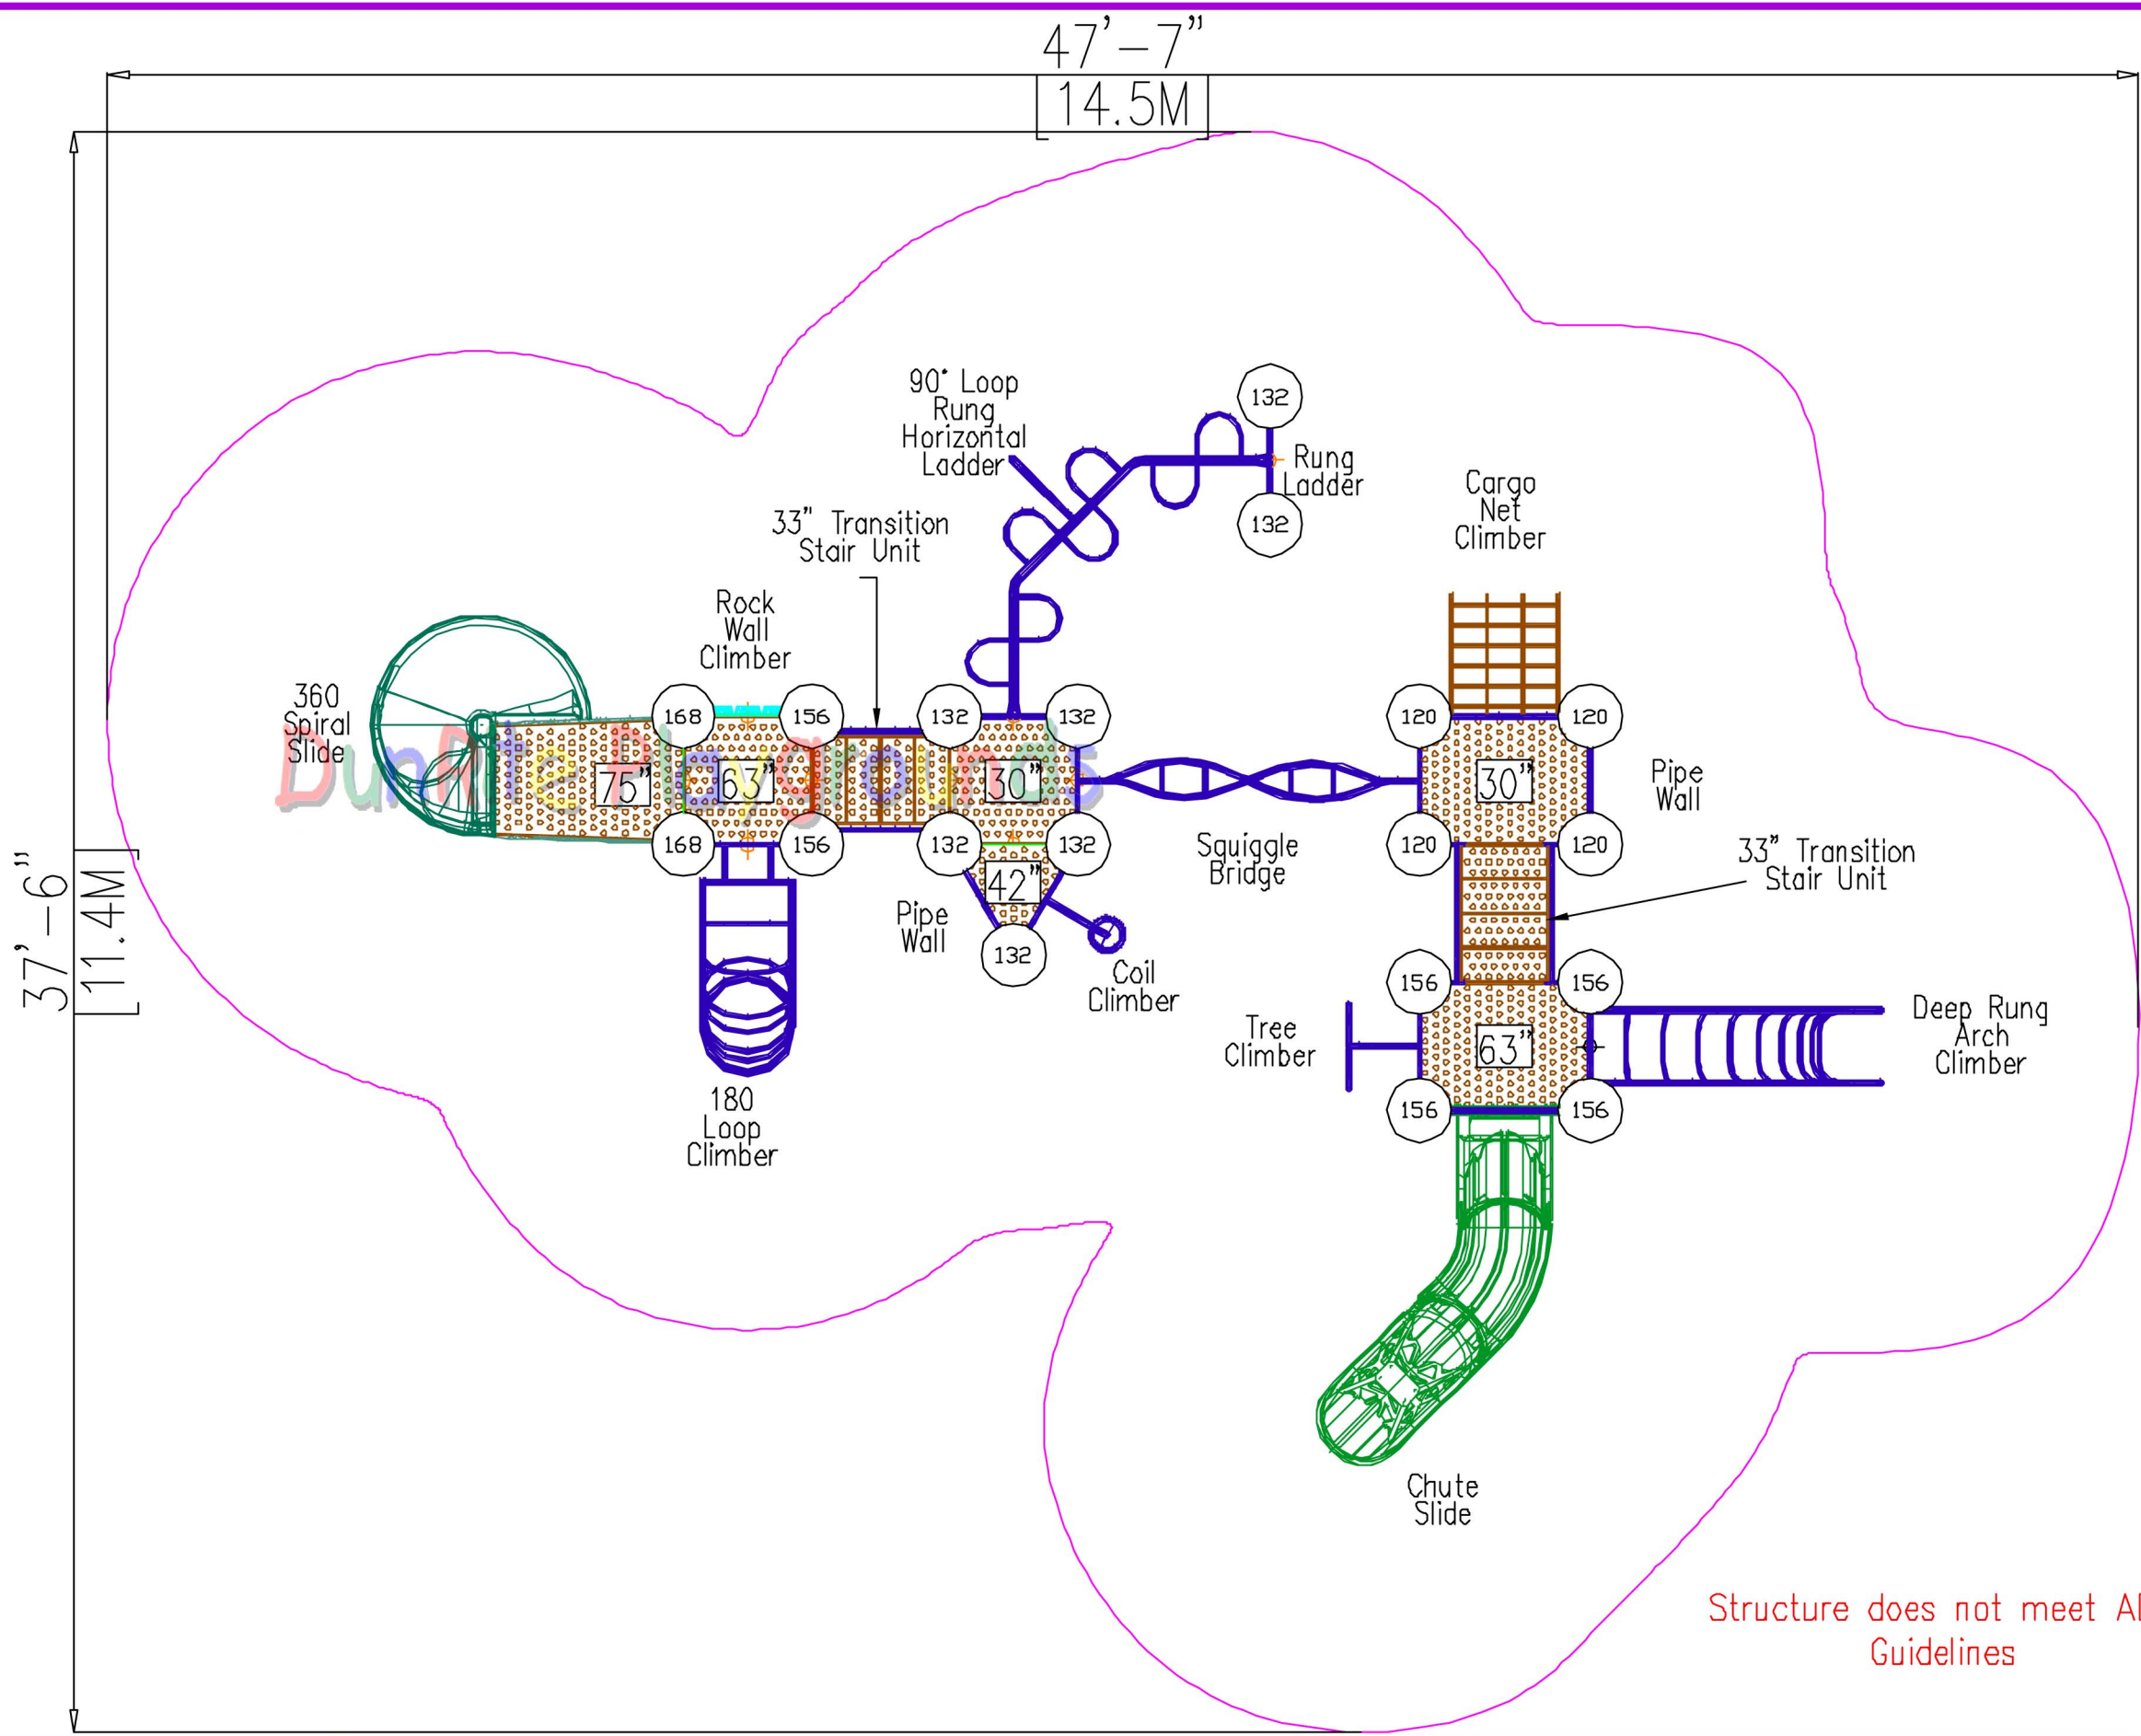 47'-7"
14.5M
37'-6"
11.4M
90° Loop
Rung
Horizontal
Ladder
132
Rung
Ladder
132
Cargo
Net
Climber
33" Transition
Stair Unit
Rock
Wall
Climber
360
Spiral
Slide
168
156
132
132
120
120
DunRite Playgrounds
75"
63"
30"
30"
Pipe
Wall
168
156
132
132
120
120
Squiggle
Bridge
33" Transition
Stair Unit
42"
Pipe
Wall
132
Coil
Climber
156
156
Tree
Climber
63"
Deep Rung
Arch
Climber
156
156
180
Loop
Climber
Chute
Slide
Structure does not meet
Guidelines